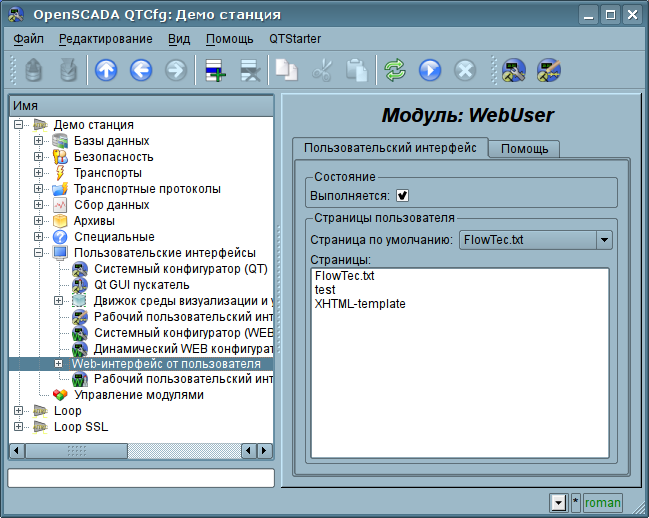 OpenSCADA QTCfg: Демо станция
Файл Редактирование Вид Помощь QTStarter
Имя
Демо станция
Базы данных
Безопасность
Транспорты
Транспортные протоколы
Сбор данных
Архивы
Специальные
Пользовательские интерфейсы
Системный конфигуратор (QT)
Qt GUI пускатель
Движок среды визуализации и у
Рабочий пользовательский инт
Системный конфигуратор (WEB
Динамический WEB конфигурат
Web-интерфейс от пользователя
Рабочий пользовательский инт
Управление модулями
Loop
Loop SSL
Модуль: WebUser
Пользовательский интерфейс Помощь
Состояние
Выполняется:
Страницы пользователя
Страница по умолчанию: FlowTec.txt
Страницы:
FlowTec.txt
test
XHTML-template
* roman